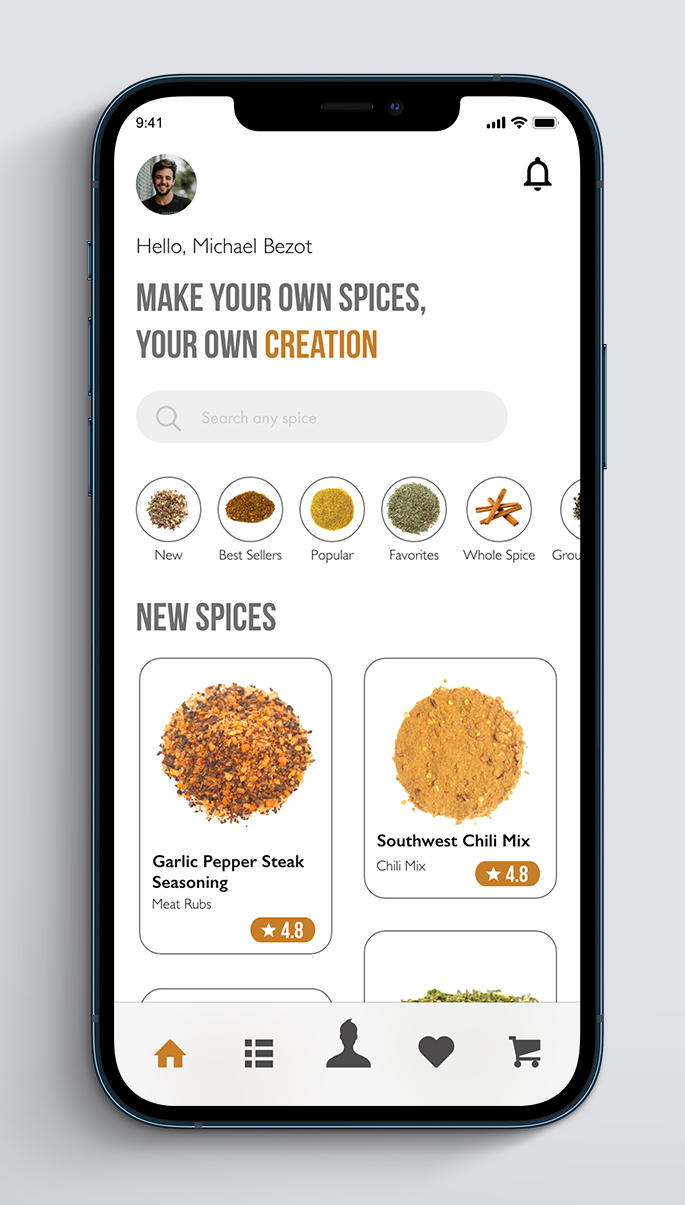 9:41
Hello, Michael Bezot
MAKE YOUR OWN SPICES,
YOUR OWN CREATION
Search any spice
New
Best Sellers
Popular
Favorites
Whole Spice
Grou
NEW SPICES
Garlic Pepper Steak
Seasoning
Meat Rubs
4.8
Southwest Chili Mix
Chili Mix
4.8